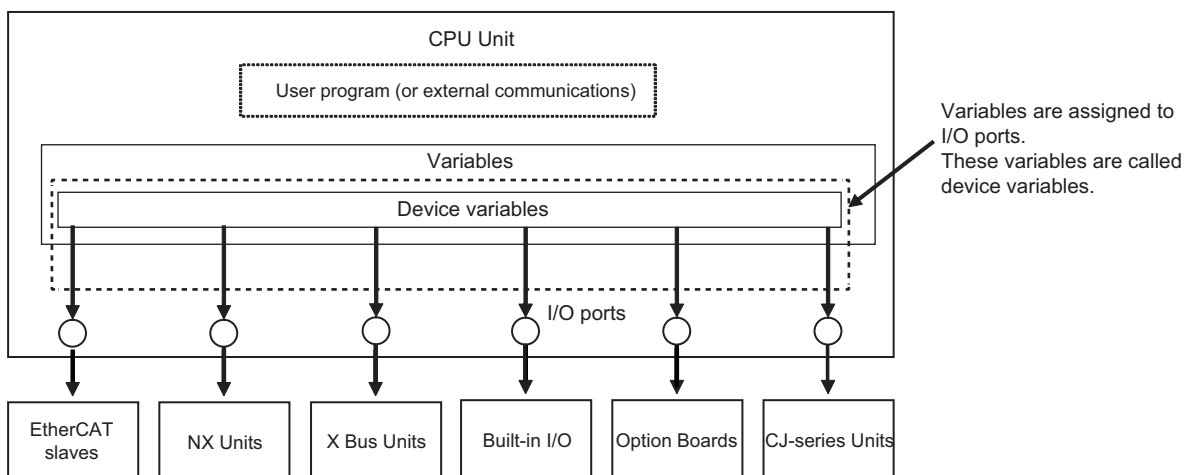 CPU Unit
User program (or external communications)
Variables
Device variables
Variables are assigned to
I/O ports.
These variables are called
device variables.
I/O ports
EtherCAT
slaves
NX Units
X Bus Units
Built-in I/O
Option Boards
CJ-series Units